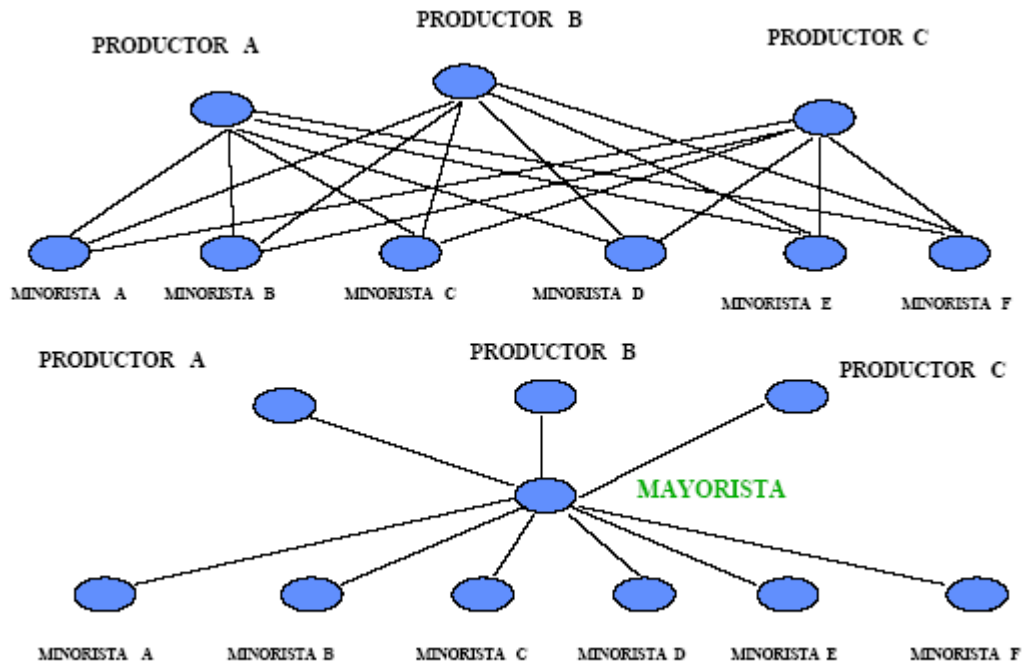 PRODUCTOR A
PRODUCTOR B
PRODUCTOR C
MINORISTA A
MINORISTA B
MINORISTA C
MINORISTA D
MINORISTA E
MINORISTA F
PRODUCTOR A
PRODUCTOR B
PRODUCTOR C
MAYORISTA
MINORISTA A
MINORISTA B
MINORISTA C
MINORISTA D
MINORISTA E
MINORISTA F